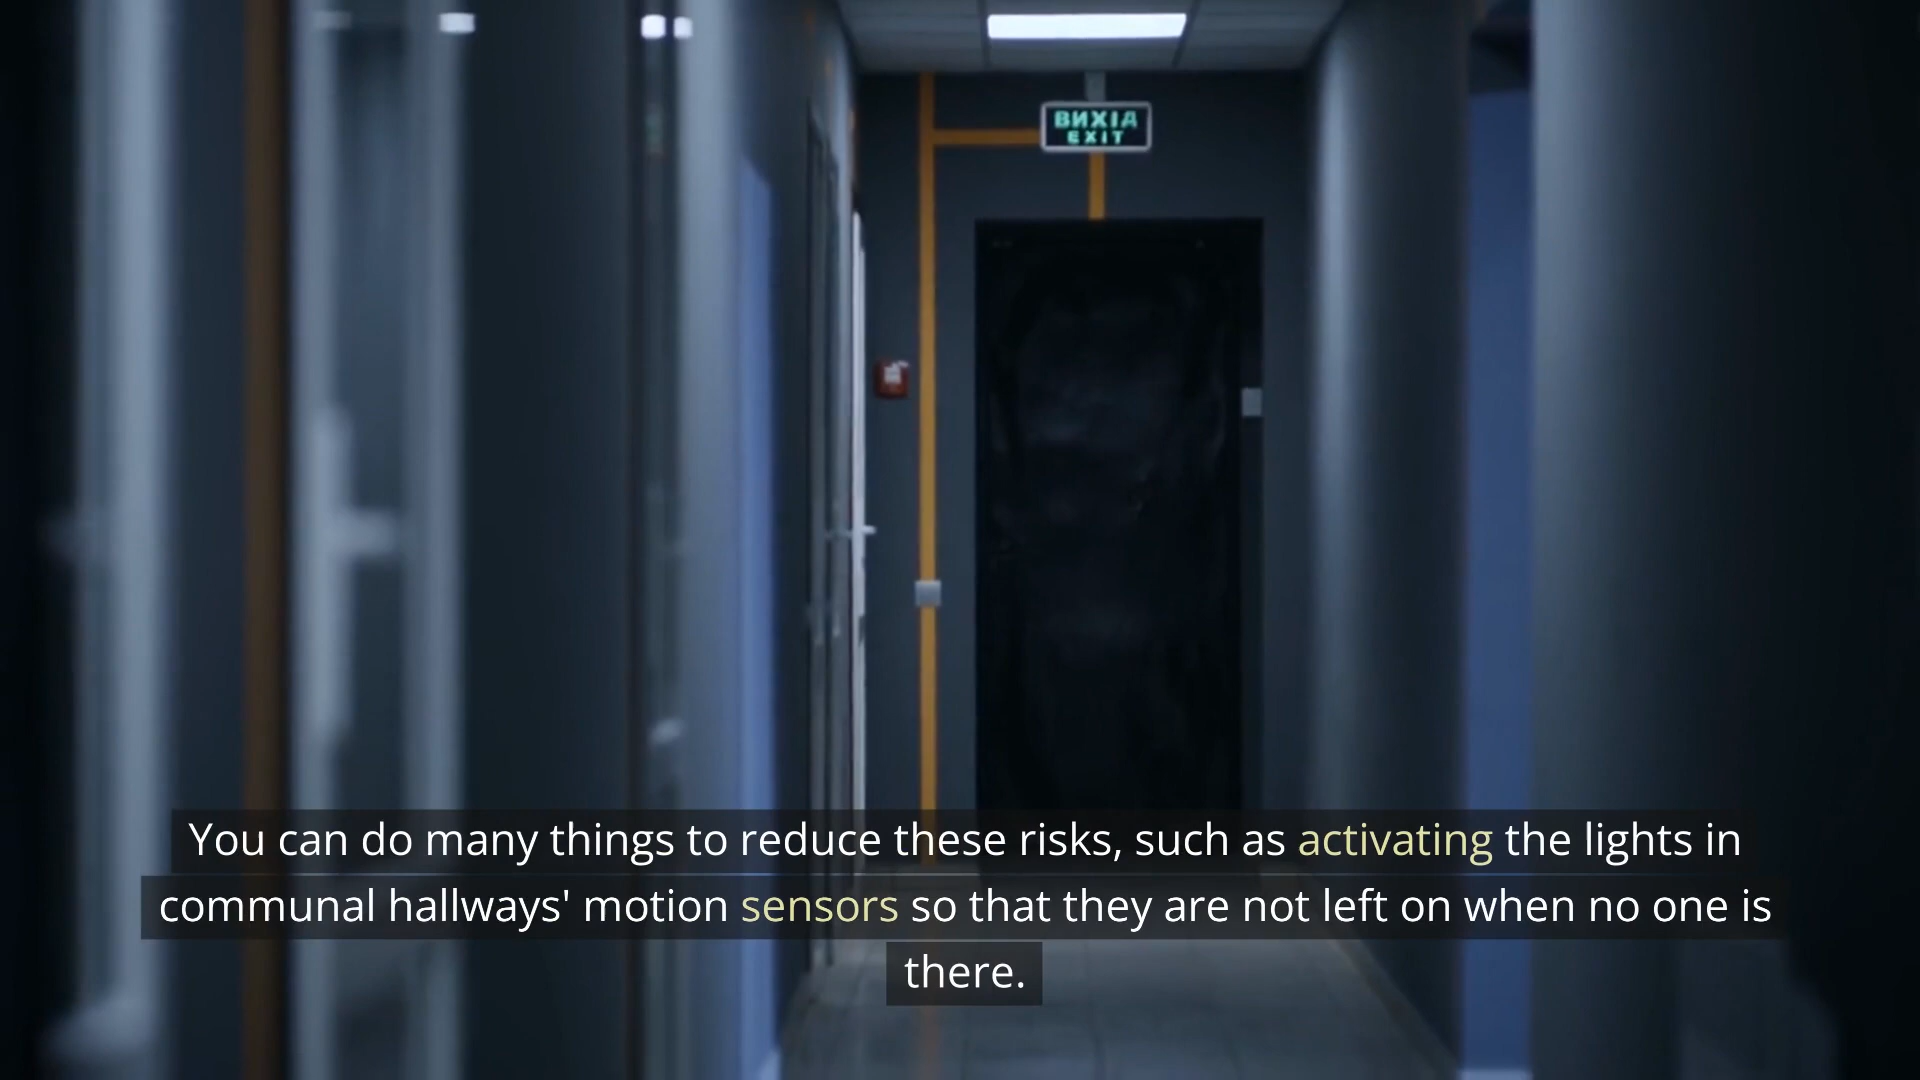 ВИХІД
EXIT
You can do many things to reduce these risks, such as activating the lights in
communal hallways' motion sensors so that they are not left on when no one is
there.